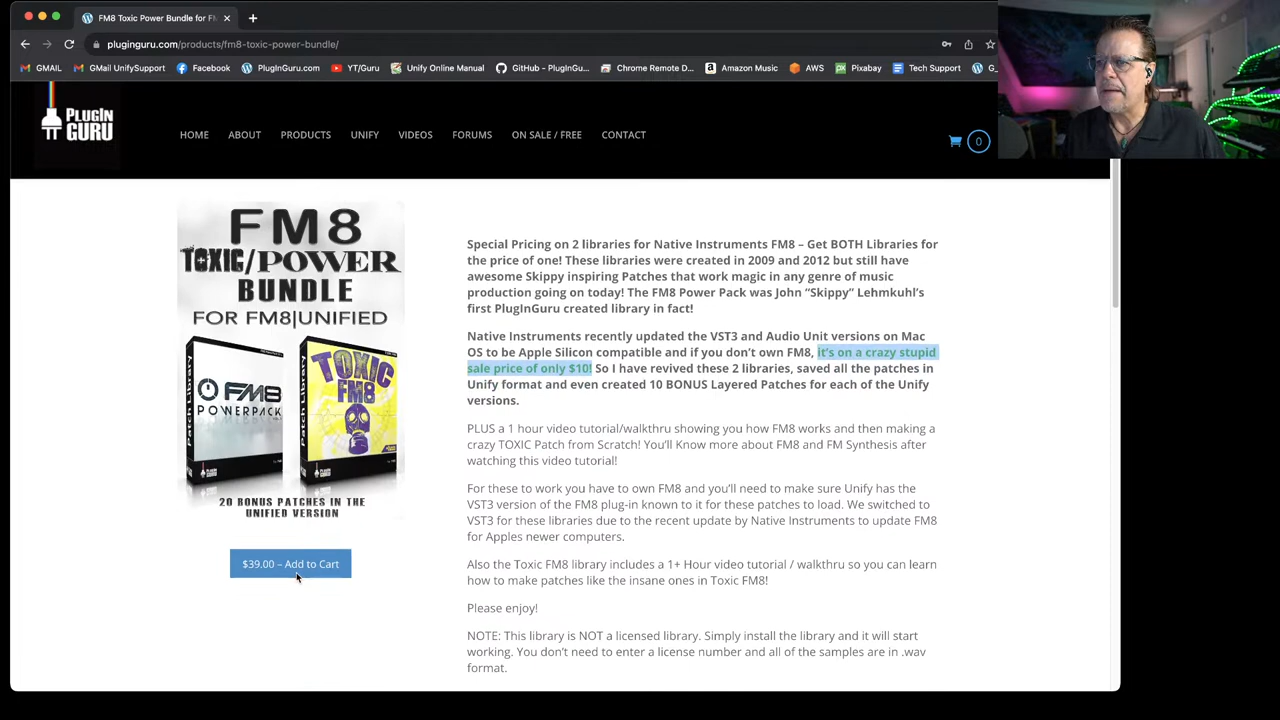 FM8 Toxic Power Bundle for FM
pluginguru.com/products/fm8-toxic-power-bundle/
GMAIL
GMail UnifySupport
Facebook
PlugInGuru.com
YT/Guru
Unify Online Manual
GitHub - PlugInGu...
Chrome Remote D...
Amazon Music
AWS
Pixabay
Tech Support
G_
PLUGIN
GURU
HOME
ABOUT
PRODUCTS
UNIFY
VIDEOS
FORUMS
ON SALE / FREE
CONTACT
0
FM8
TOXIC/POWER
BUNDLE
FOR FM8|UNIFIED
Patch Library
FM8
POWERPACK
Patch Library
TOXIC
FM8
20 BONUS PATCHES IN THE
UNIFIED VERSION
$39.00 – Add to Cart
Special Pricing on 2 libraries for Native Instruments FM8 – Get BOTH Libraries for
the price of one! These libraries were created in 2009 and 2012 but still have
awesome Skippy inspiring Patches that work magic in any genre of music
production going on today! The FM8 Power Pack was John “Skippy” Lehmkuhl’s
first PlugInGuru created library in fact!
Native Instruments recently updated the VST3 and Audio Unit versions on Mac
OS to be Apple Silicon compatible and if you don’t own FM8, it’s on a crazy stupid
sale price of only $10! So I have revived these 2 libraries, saved all the patches in
Unify format and even created 10 BONUS Layered Patches for each of the Unify
versions.
PLUS a 1 hour video tutorial/walkthru showing you how FM8 works and then making a
crazy TOXIC Patch from Scratch! You’ll Know more about FM8 and FM Synthesis after
watching this video tutorial!
For these to work you have to own FM8 and you’ll need to make sure Unify has the
VST3 version of the FM8 plug-in known to it for these patches to load. We switched to
VST3 for these libraries due to the recent update by Native Instruments to update FM8
for Apples newer computers.
Also the Toxic FM8 library includes a 1+ Hour video tutorial / walkthru so you can learn
how to make patches like the insane ones in Toxic FM8!
Please enjoy!
NOTE: This library is NOT a licensed library. Simply install the library and it will start
working. You don’t need to enter a license number and all of the samples are in .wav
format.